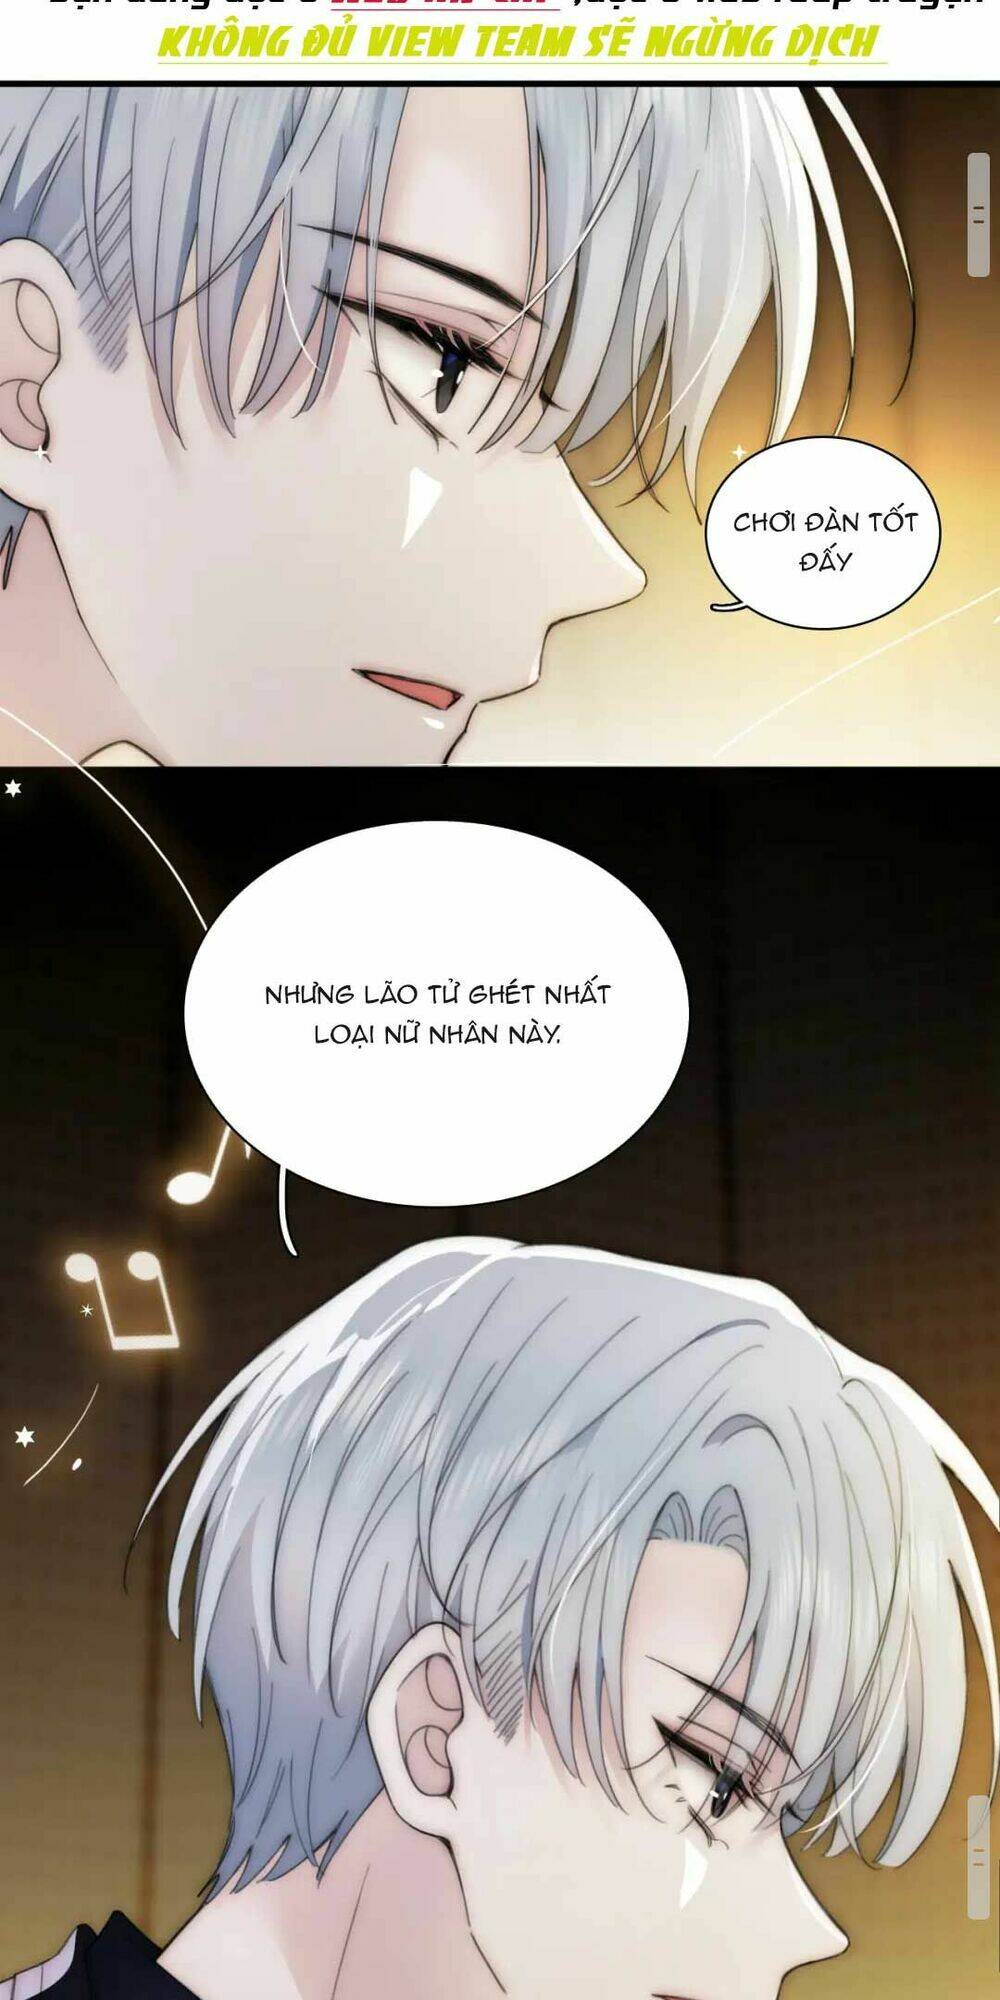 KHÔNG ĐỦ VIEW TEAM SẼ NGỪNG DỊCH
CHƠI ĐÀN TỐT
ĐẤY
NHƯNG LÃO TỬ GHÉT NHẤT
LOẠI NỮ NHÂN NÀY.